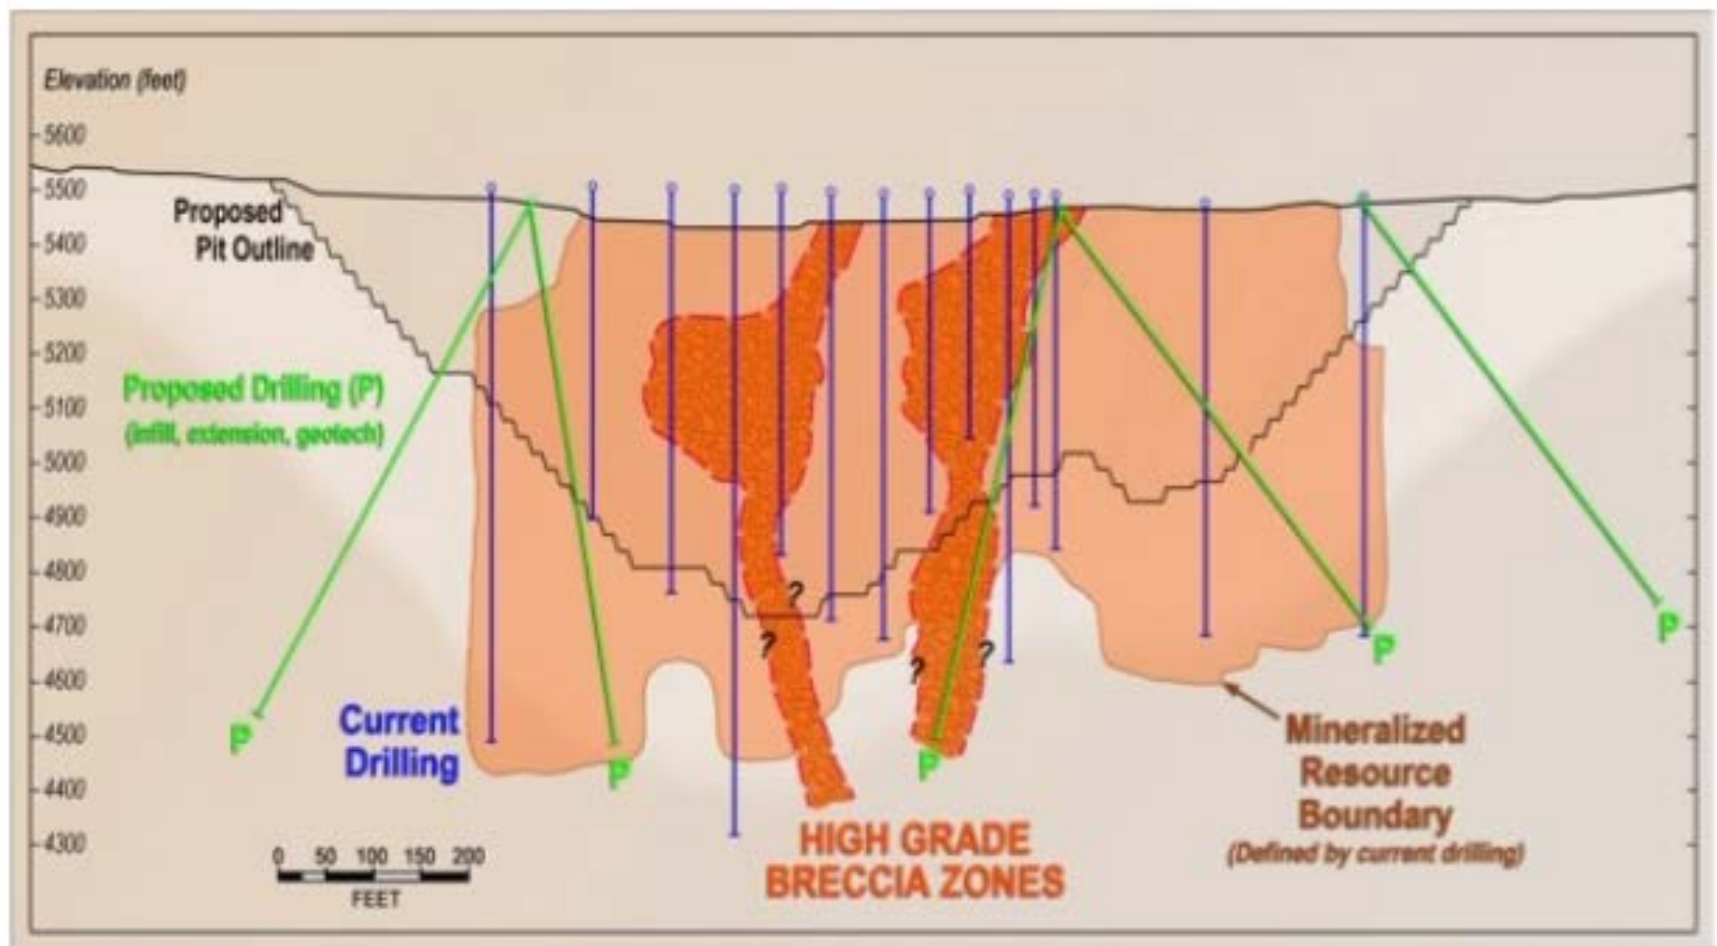 Elevation (feet)
5600
5500
5400
5300
5200
5100
5000
4900
4800
4700
4600
4500
4400
4300
Proposed
Pit Outline
Proposed Drilling (P)
(infill, extension, geotech)
?
?
?
?
P
P
P
P
P
Current
Drilling
Mineralized
Resource
Boundary
(Defined by current drilling)
HIGH GRADE
BRECCIA ZONES
0 50 100 150 200
FEET